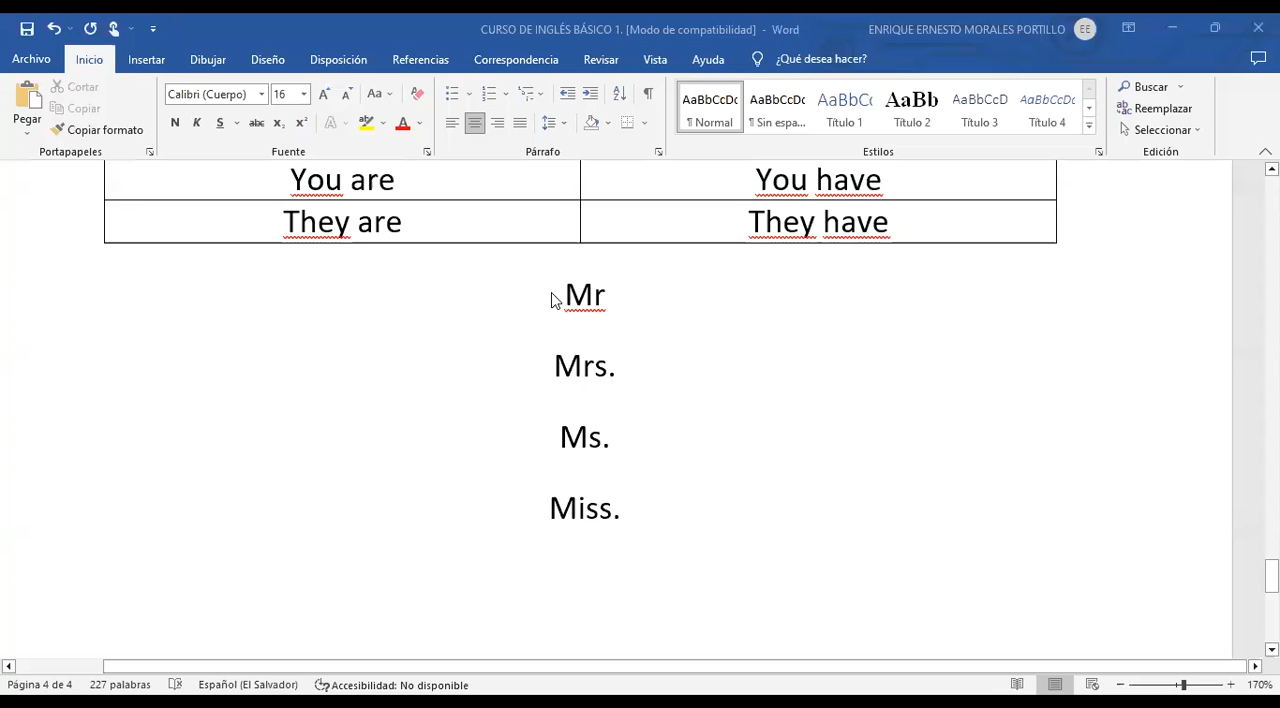 CURSO DE INGLÉS BÁSICO 1. [Modo de compatibilidad] - Word
ENRIQUE ERNESTO MORALES PORTILLO EE
Archivo Inicio Insertar Dibujar Diseño Disposición Referencias Correspondencia Revisar Vista Ayuda ¿Qué desea hacer?
Pegar
Cortar
Copiar
Copiar formato
Portapapeles
Calibri (Cuerpo) 16
Aa
N K S abc x₂ x² A A
Fuente
Párrafo
AaBbCcDc AaBbCcDc AaBbCc AaBb AaBbCcD AaBbCcDc
¶ Normal ¶ Sin espa... Título 1 Título 2 Título 3 Título 4
Estilos
Buscar
Reemplazar
Seleccionar
Edición
You are You have
They are They have
Mr
Mrs.
Ms.
Miss.
Página 4 de 4 227 palabras Español (El Salvador) Accesibilidad: No disponible 170%